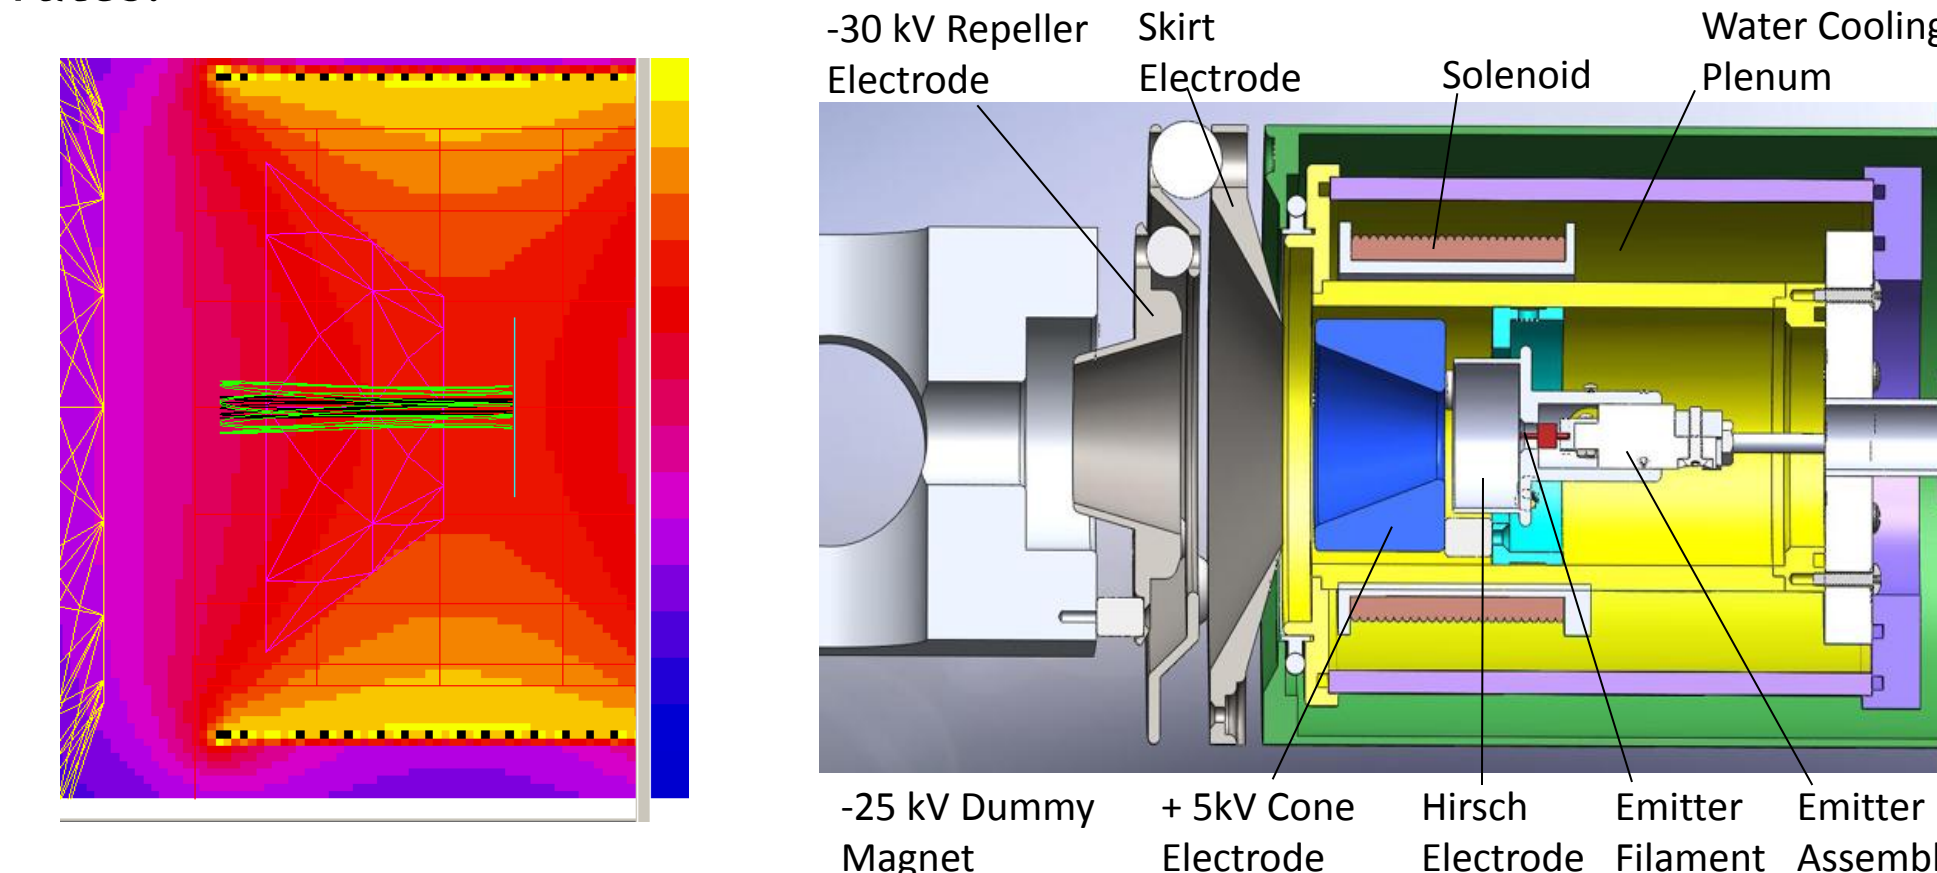 -30 kV Repeller
Electrode
Skirt
Electrode
Solenoid
Water Cooling
Plenum
-25 kV Dummy
Magnet
+ 5kV Cone
Electrode
Hirsch
Electrode
Emitter
Filament
Emitter
Assembl